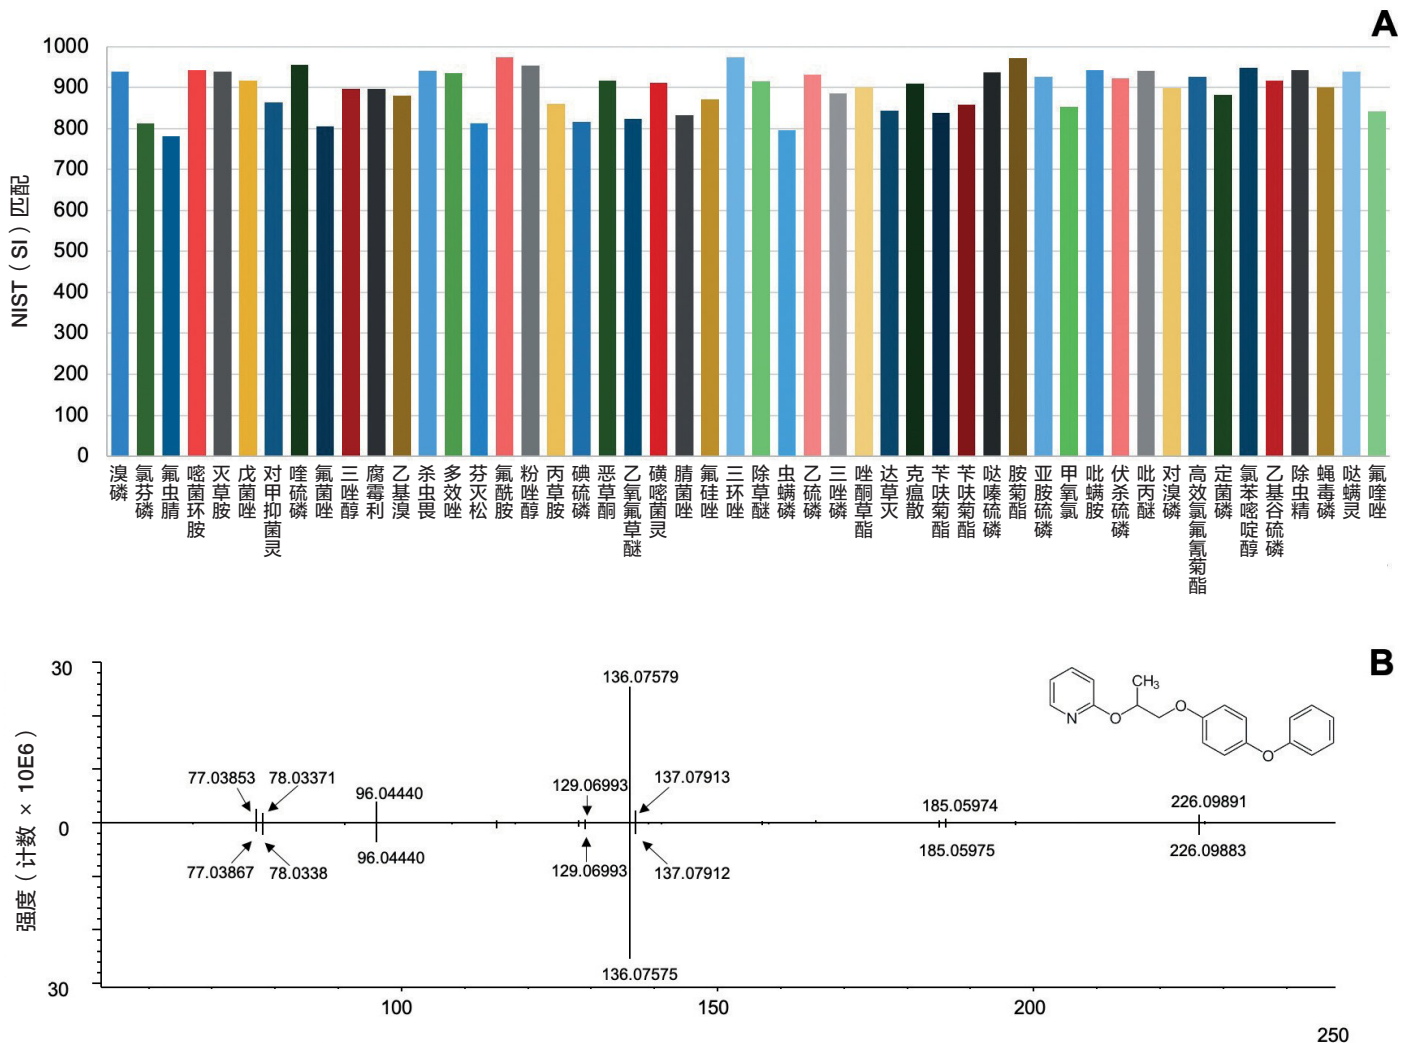 A
NIST（SI）匹配
1000
900
800
700
600
500
400
300
200
100
0
溴磷
氯芬磷
氟虫腈
嘧菌环胺
灭草胺
戊菌唑
对甲抑菌灵
喹硫磷
氟菌唑
三唑醇
腐霉利
乙基溴
杀虫畏
多效唑
芬灭松
氟酰胺
粉唑醇
丙草胺
碘硫磷
恶草酮
乙氧氟草醚
磺嘧菌灵
腈菌唑
氟硅唑
三环唑
除草醚
虫螨磷
乙硫磷
三唑磷
唑酮草酯
达草灭
克瘟散
苄呋菊酯
苄呋菊酯
哒嗪硫磷
胺菊酯
亚胺硫磷
甲氧氯
吡螨胺
伏杀硫磷
吡丙醚
对溴磷
高效氯氟氰菊酯
定菌磷
氯苯嘧啶醇
乙基谷硫磷
除虫精
蝇毒磷
哒螨灵
氟喹唑
B
强度（计数 × 10E6）
30
0
30
136.07579
77.03853
78.03371
96.04440
129.06993
137.07913
185.05974
226.09891
77.03867
78.0338
96.04440
129.06993
137.07912
185.05975
226.09883
136.07575
CH3
N
O
O
O
100
150
200
250